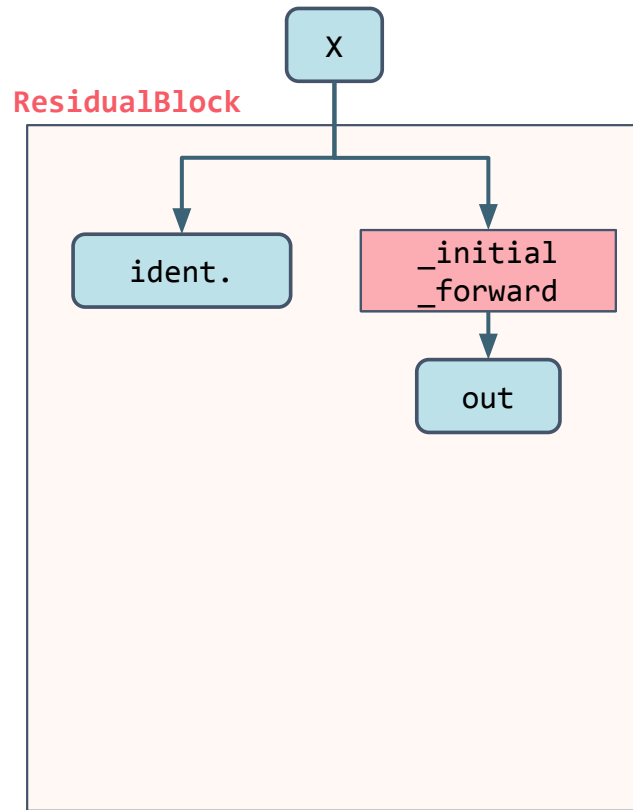 X
ResidualBlock
ident.
_initial
_forward
out